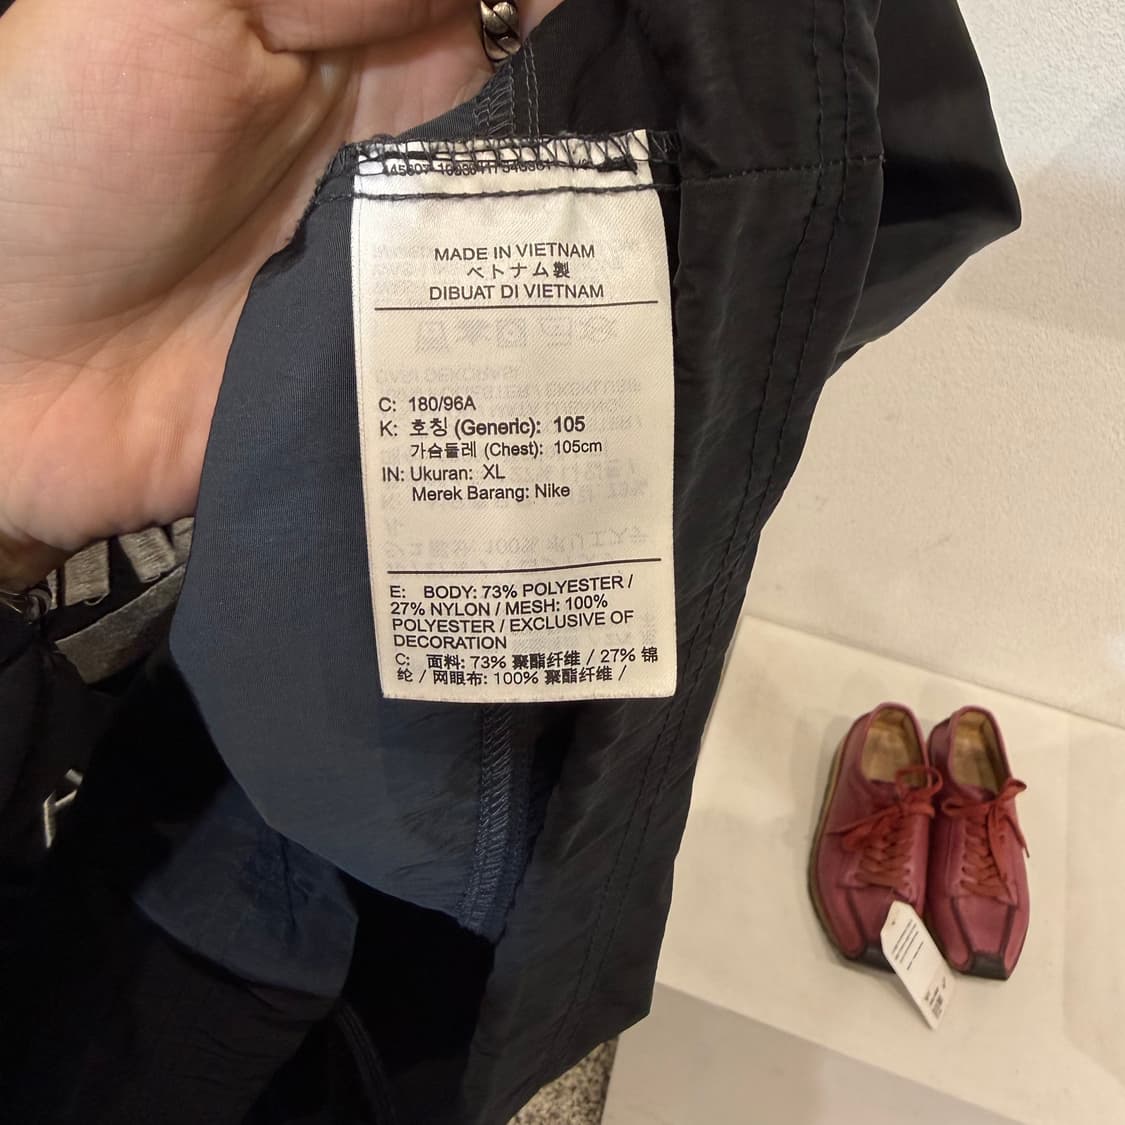 MADE IN VIETNAM
ベトナム製
DIBUAT DI VIETNAM
C: 180/96A
K: 호칭 (Generic): 105
가슴둘레 (Chest): 105cm
IN: Ukuran: XL
Merek Barang: Nike
E: BODY: 73% POLYESTER /
27% NYLON / MESH: 100%
POLYESTER / EXCLUSIVE OF
DECORATION
C: 面料: 73% 聚酯纤维 / 27% 锦
纶 / 网眼布: 100% 聚酯纤维 /